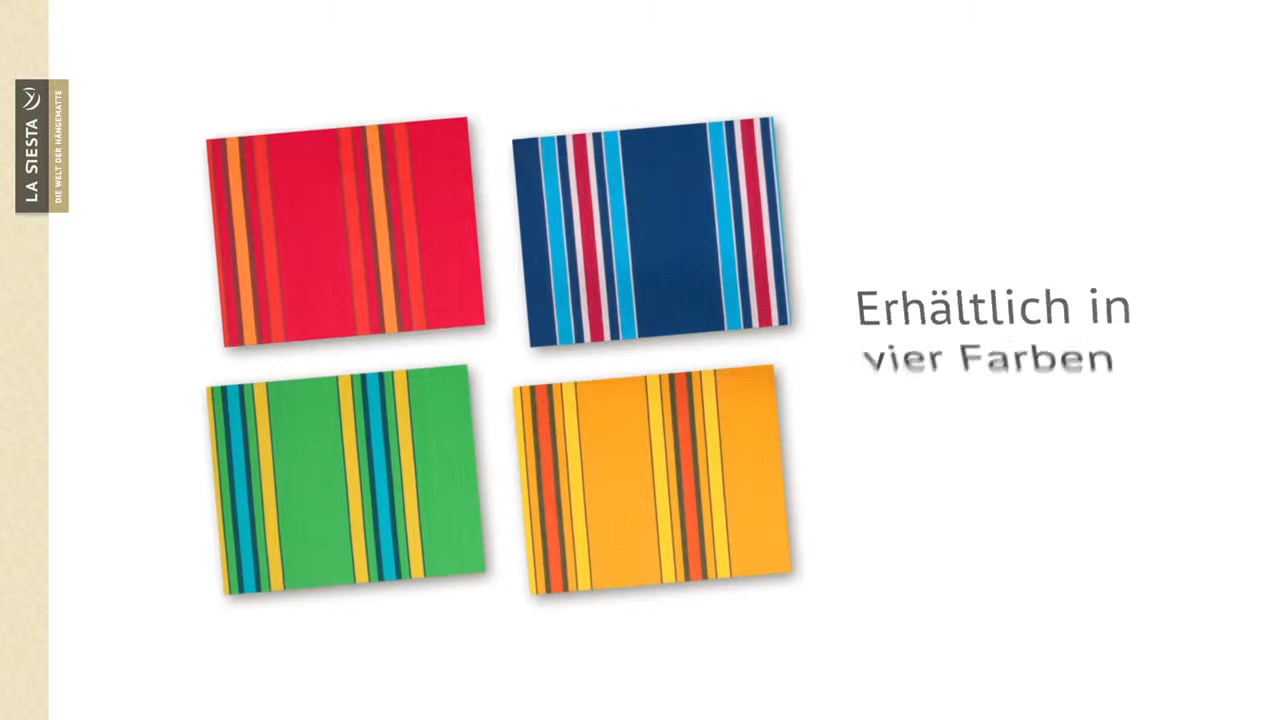 LA SIESTA
DIE WELT DER HÄNGEMATTE
Erhältlich in
vier Farben